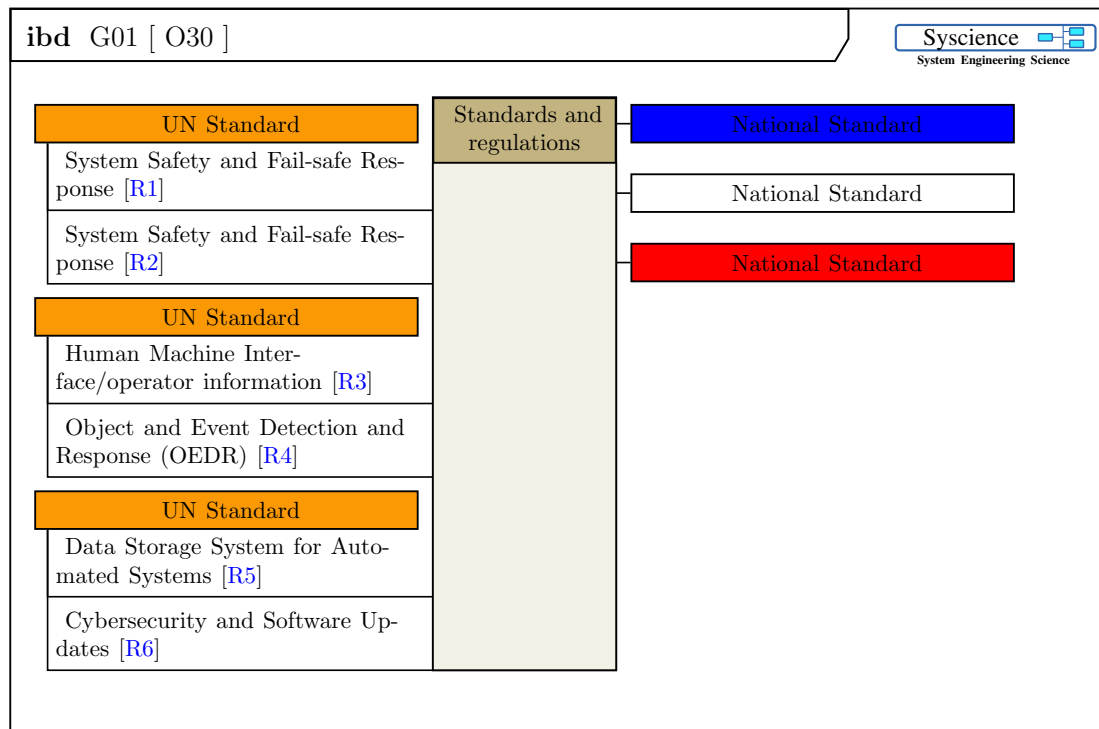 ibd G01 [ O30 ]
Syscience
System Engineering Science
UN Standard
System Safety and Fail-safe Res-
ponse [R1]
System Safety and Fail-safe Res-
ponse [R2]
UN Standard
Human Machine Inter-
face/operator information [R3]
Object and Event Detection and
Response (OEDR) [R4]
UN Standard
Data Storage System for Auto-
mated Systems [R5]
Cybersecurity and Software Up-
dates [R6]
Standards and
regulations
National Standard
National Standard
National Standard